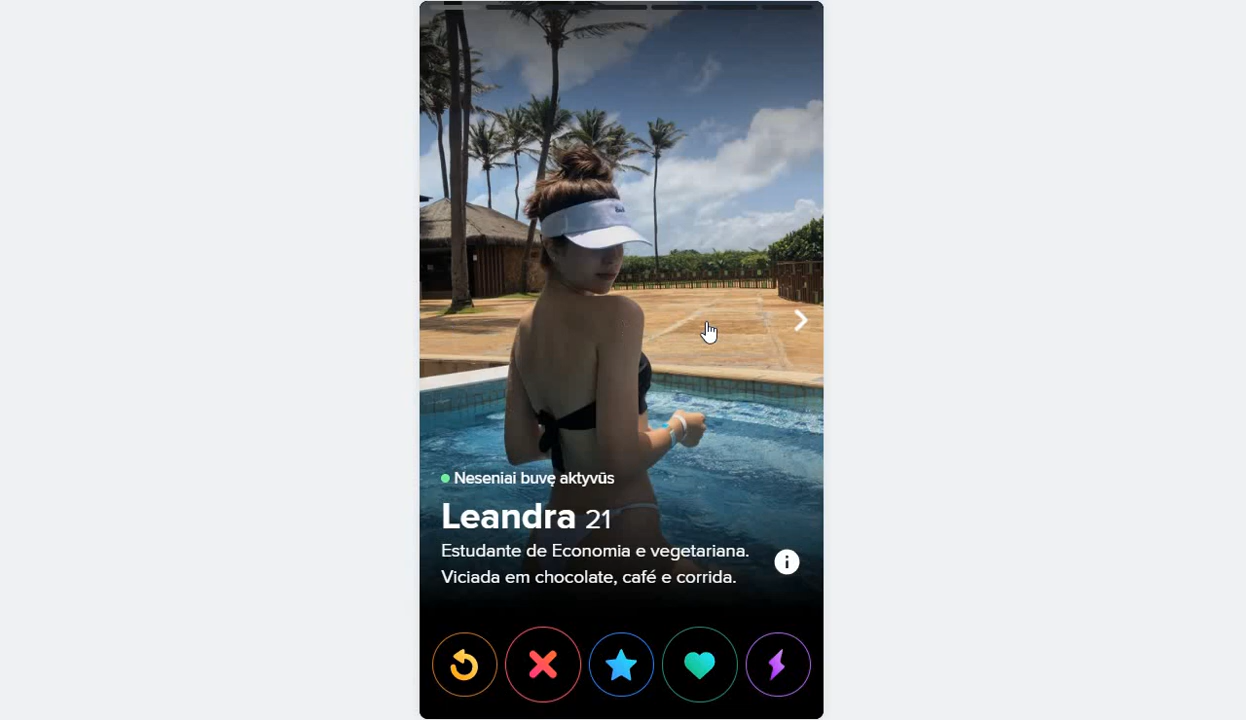 Neseniai buvę aktyvūs
Leandra 21
Estudante de Economia e vegetariana.
Viciada em chocolate, café e corrida.